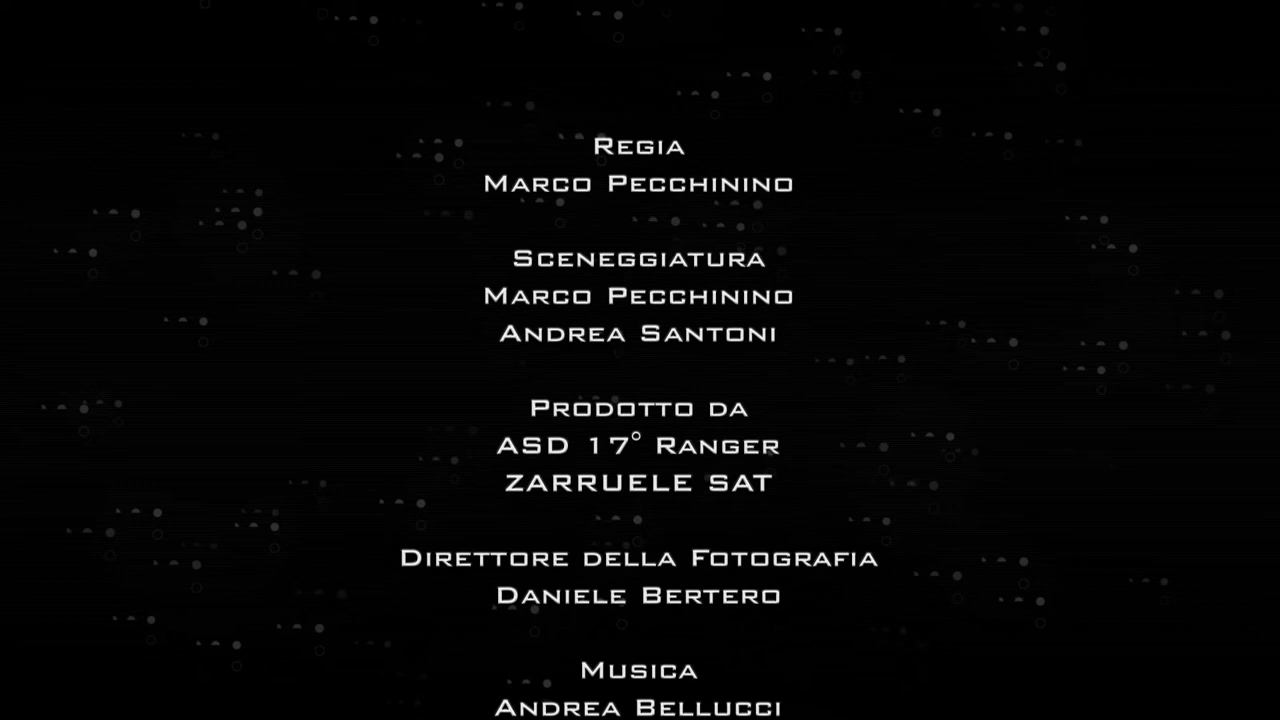 Regia
Marco Pecchinino
Sceneggiatura
Marco Pecchinino
Andrea Santoni
Prodotto da
ASD 17° Ranger
ZARRUELE SAT
Direttore della Fotografia
Daniele Bertero
Musica
Andrea Bellucci